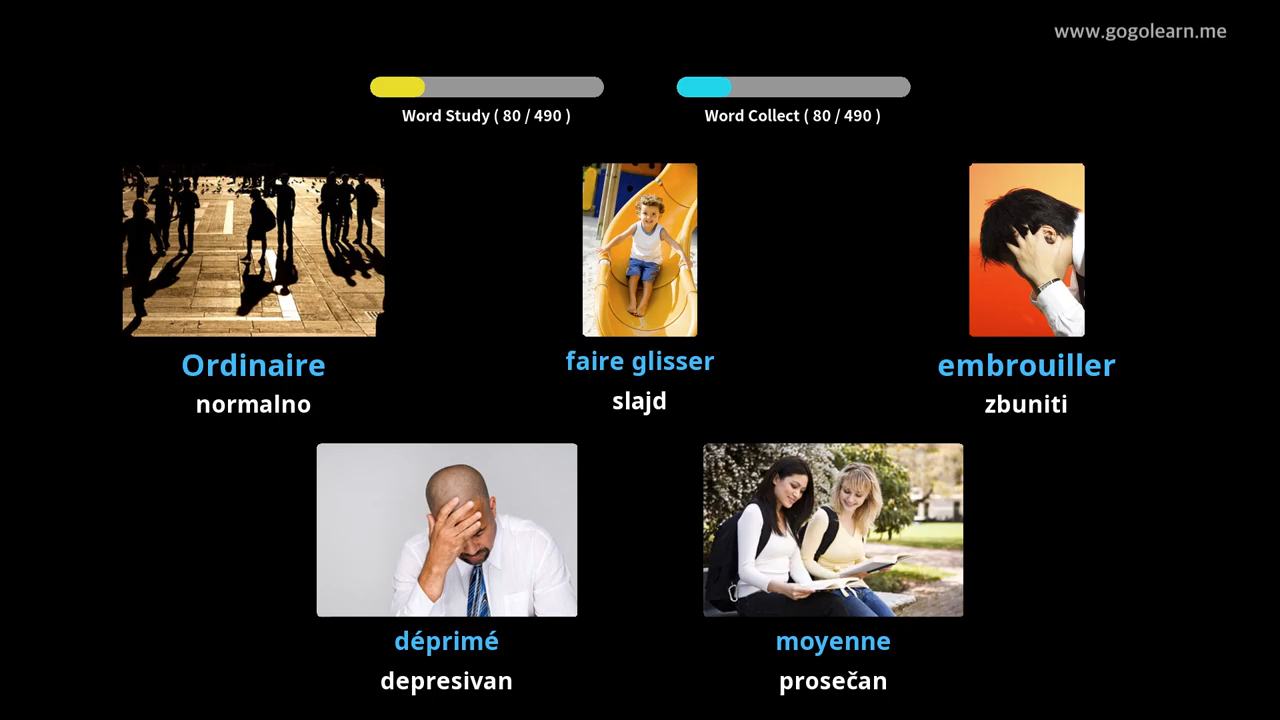 www.gogolearn.me
Word Study ( 80 / 490 )
Word Collect ( 80 / 490 )
Ordinaire
normalno
faire glisser
slajd
embrouiller
zbuniti
déprimé
depresivan
moyenne
prosečan